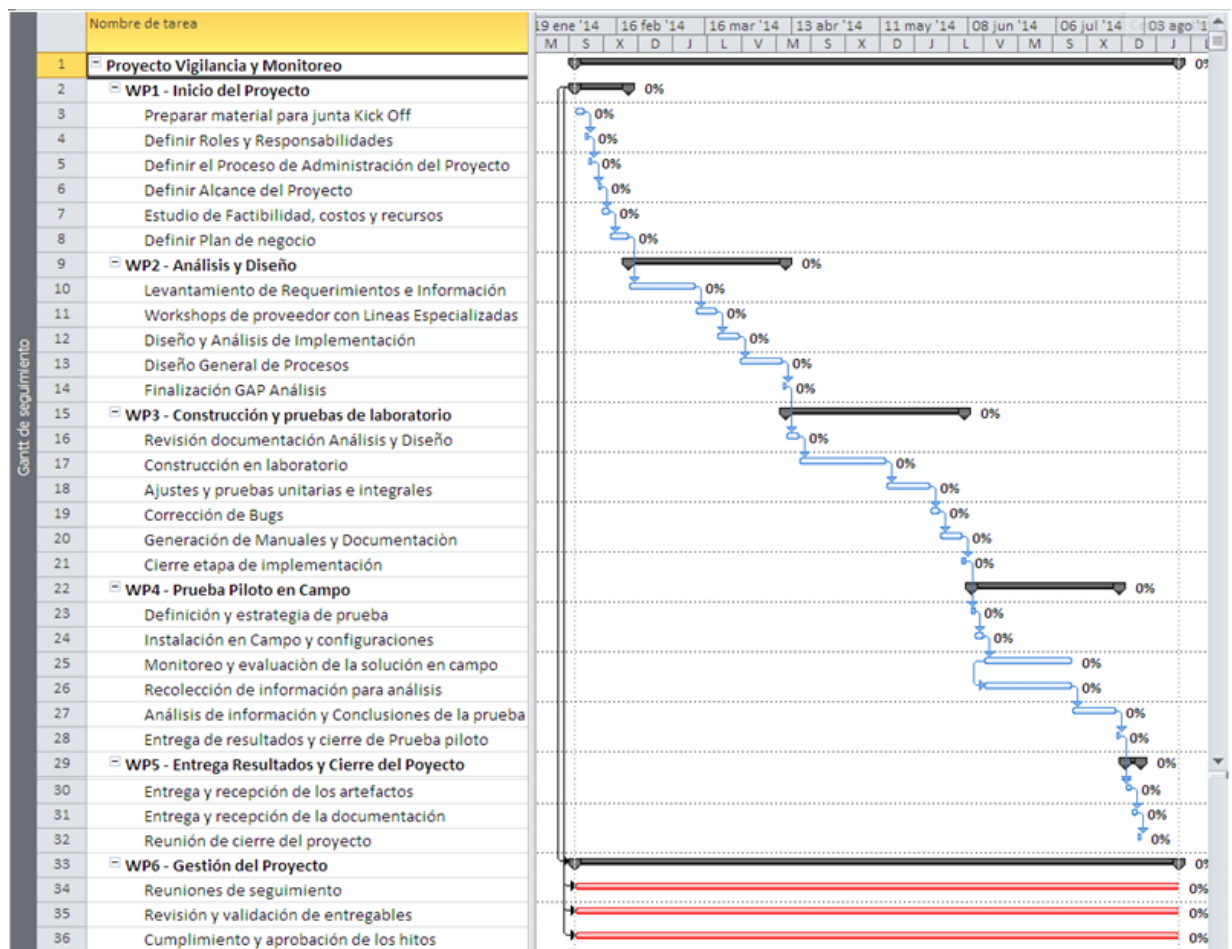 Nombre de tarea
19 ene '14 16 feb '14 16 mar '14 13 abr '14 11 may '14 08 jun '14 06 jul '14 03 ago '1
M S X D J L V M S X D J L V M S X D J
1 Proyecto Vigilancia y Monitoreo 0%
2 WP1 - Inicio del Proyecto 0%
3 Preparar material para junta Kick Off 0%
4 Definir Roles y Responsabilidades 0%
5 Definir el Proceso de Administración del Proyecto 0%
6 Definir Alcance del Proyecto 0%
7 Estudio de Factibilidad, costos y recursos 0%
8 Definir Plan de negocio 0%
9 WP2 - Análisis y Diseño 0%
10 Levantamiento de Requerimientos e Información 0%
11 Workshops de proveedor con Lineas Especializadas 0%
12 Diseño y Análisis de Implementación 0%
13 Diseño General de Procesos 0%
14 Finalización GAP Análisis 0%
15 WP3 - Construcción y pruebas de laboratorio 0%
16 Revisión documentación Análisis y Diseño 0%
17 Construcción en laboratorio 0%
18 Ajustes y pruebas unitarias e integrales 0%
19 Corrección de Bugs 0%
20 Generación de Manuales y Documentaciòn 0%
21 Cierre etapa de implementación 0%
22 WP4 - Prueba Piloto en Campo 0%
23 Definición y estrategia de prueba 0%
24 Instalación en Campo y configuraciones 0%
25 Monitoreo y evaluaciòn de la solución en campo 0%
26 Recolección de información para análisis 0%
27 Análisis de información y Conclusiones de la prueba 0%
28 Entrega de resultados y cierre de Prueba piloto 0%
29 WP5 - Entrega Resultados y Cierre del Poyecto 0%
30 Entrega y recepción de los artefactos 0%
31 Entrega y recepción de la documentación 0%
32 Reunión de cierre del proyecto 0%
33 WP6 - Gestión del Proyecto 0%
34 Reuniones de seguimiento 0%
35 Revisión y validación de entregables 0%
36 Cumplimiento y aprobación de los hitos 0%
Gantt de seguimiento